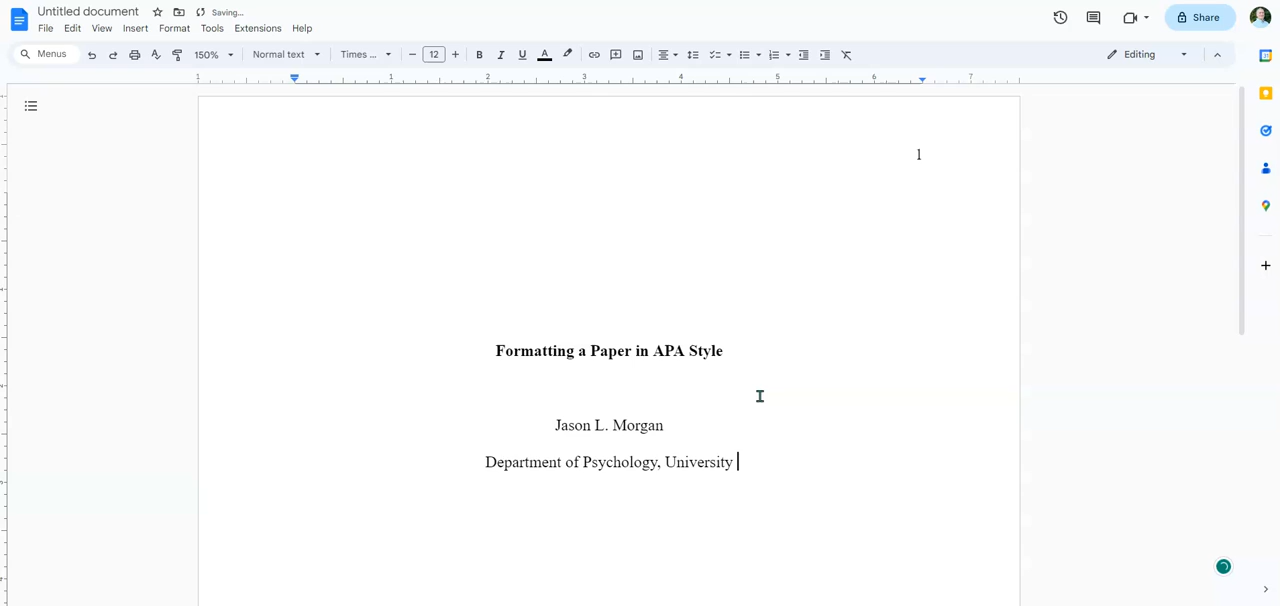 Untitled document Saving...
File Edit View Insert Format Tools Extensions Help
Share
Menus 150% Normal text Times ... 12 B I U A Editing
1 1 2 3 4 5 6 7
1
Formatting a Paper in APA Style
Jason L. Morgan
Department of Psychology, University